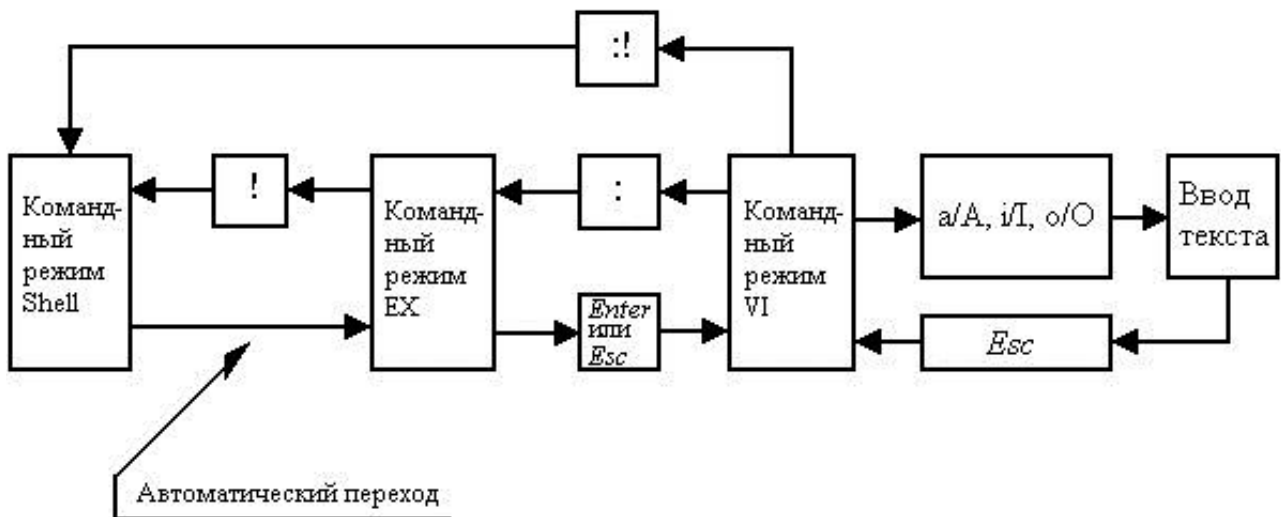 :!
Команд-
ный
режим
Shell
!
Команд-
ный
режим
EX
:
Enter
или
Esc
Команд-
ный
режим
VI
a/A, i/I, o/O
Ввод
текста
Esc
Автоматический переход